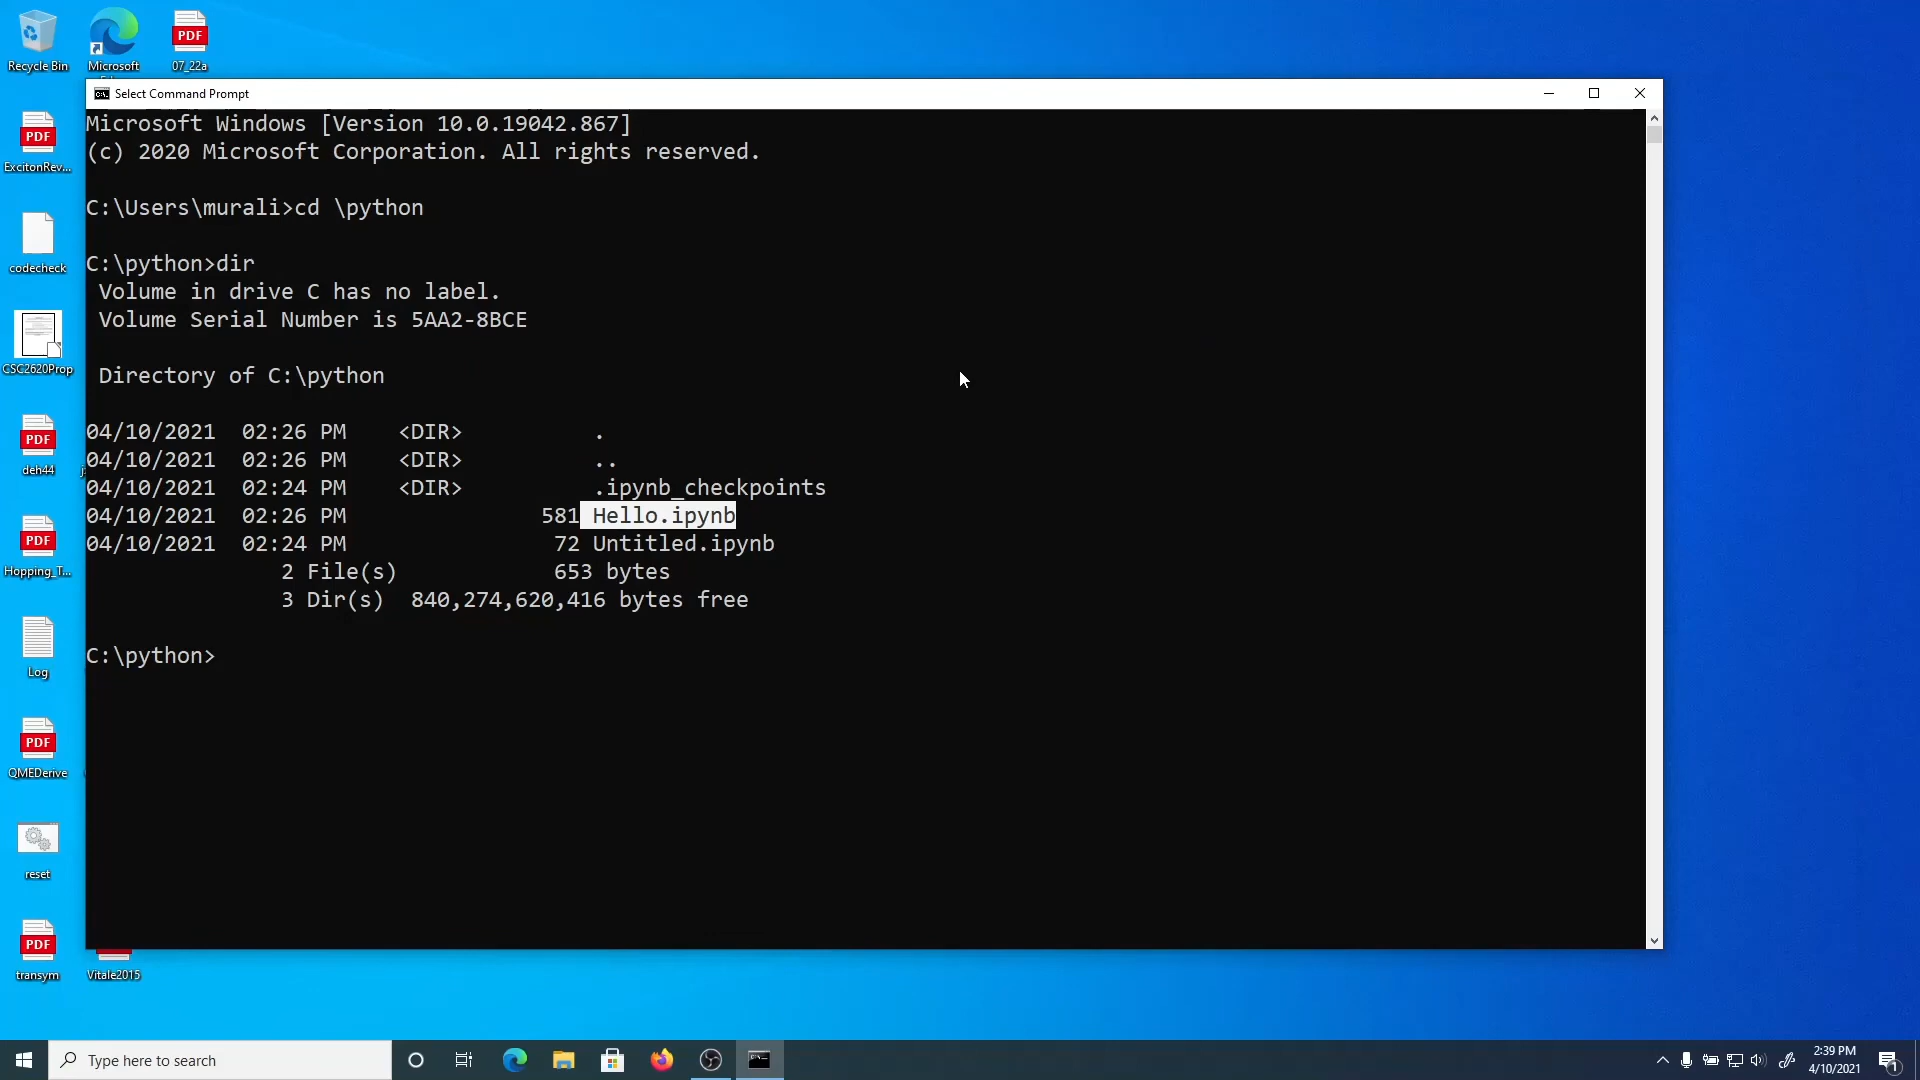 Recycle Bin
Microsoft
PDF
07_22a
Select Command Prompt
Microsoft Windows [Version 10.0.19042.867]
(c) 2020 Microsoft Corporation. All rights reserved.
C:\Users\murali>cd \python
C:\python>dir
 Volume in drive C has no label.
 Volume Serial Number is 5AA2-8BCE
 Directory of C:\python
04/10/2021  02:26 PM    <DIR>          .
04/10/2021  02:26 PM    <DIR>          ..
04/10/2021  02:24 PM    <DIR>          .ipynb_checkpoints
04/10/2021  02:26 PM               581 Hello.ipynb
04/10/2021  02:24 PM                72 Untitled.ipynb
               2 File(s)            653 bytes
               3 Dir(s)  840,274,620,416 bytes free
C:\python>
PDF
ExcitonRev...
codecheck
CSC2620Prop
PDF
deh44
PDF
Hopping_T...
Log
PDF
QMEDerive
reset
PDF
transym
Vitale2015
Type here to search
2:39 PM
4/10/2021
1